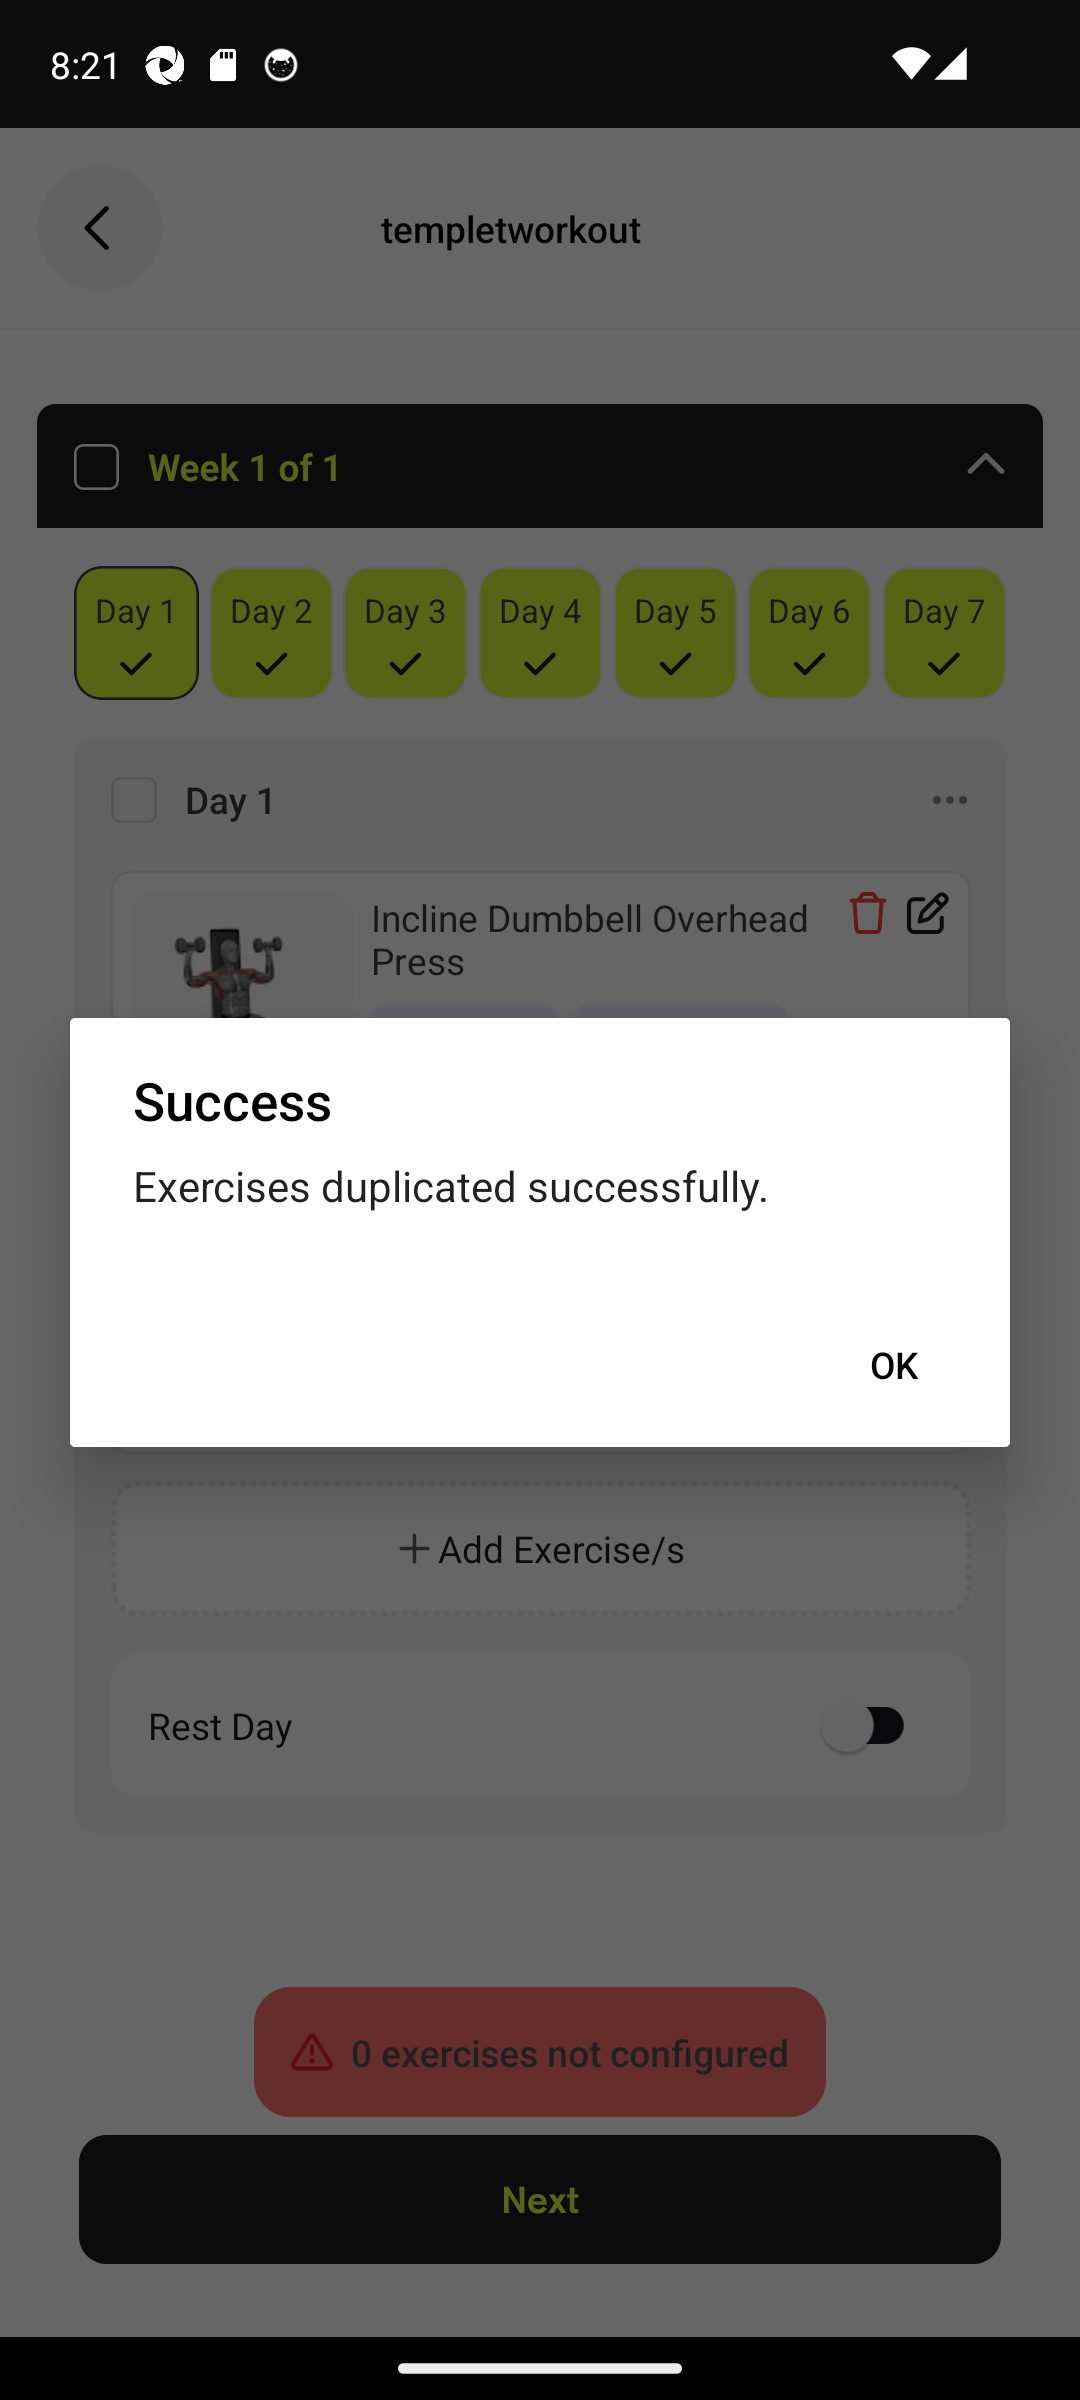 8:21
templetworkout
Week 1 of 1
Day 1
Day 2
Day 3
Day 4
Day 5
Day 6
Day 7
Day 1
Incline Dumbbell Overhead
Press
Success
Exercises duplicated successfully.
OK
Add Exercise/s
Rest Day
0 exercises not configured
Next